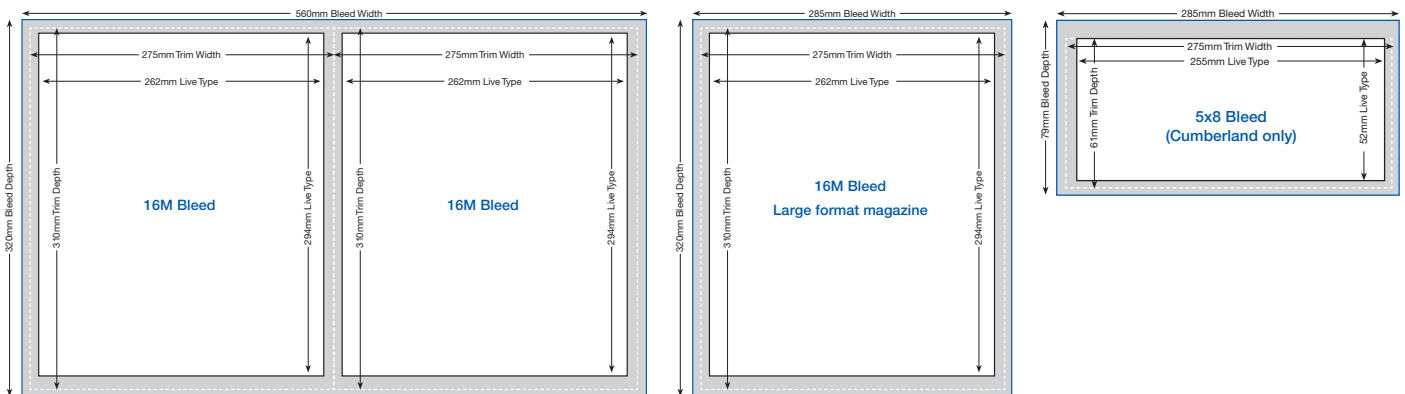 560mm Bleed Width
320mm Bleed Depth
275mm Trim Width
275mm Trim Width
262mm Live Type
262mm Live Type
310mm Trim Depth
294mm Live Type
310mm Trim Depth
294mm Live Type
16M Bleed
16M Bleed
285mm Bleed Width
320mm Bleed Depth
275mm Trim Width
262mm Live Type
310mm Trim Depth
294mm Live Type
16M Bleed
Large format magazine
285mm Bleed Width
79mm Bleed Depth
275mm Trim Width
255mm Live Type
61mm Trim Depth
52mm Live Type
5x8 Bleed
(Cumberland only)